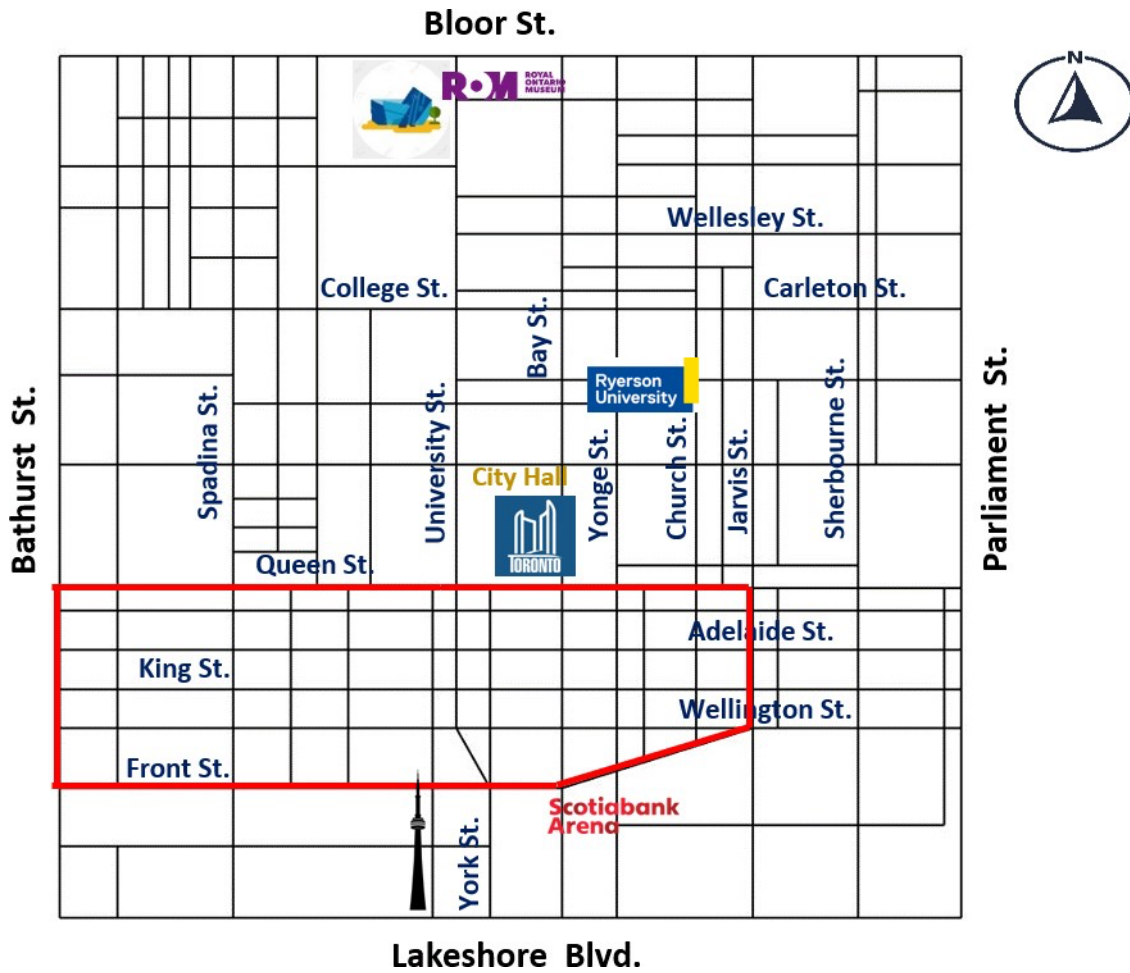 Bloor St.
N
ROM ROYAL
ONTARIO
MUSEUM
Wellesley St.
College St.
Carleton St.
Bay St.
Ryerson
University
Bathurst St.
Spadina St.
University St.
Yonge St.
Church St.
Jarvis St.
Sherbourne St.
Parliament St.
City Hall
TORONTO
Queen St.
Adelaide St.
King St.
Wellington St.
Front St.
Scotiabank
Arena
York St.
Lakeshore Blvd.